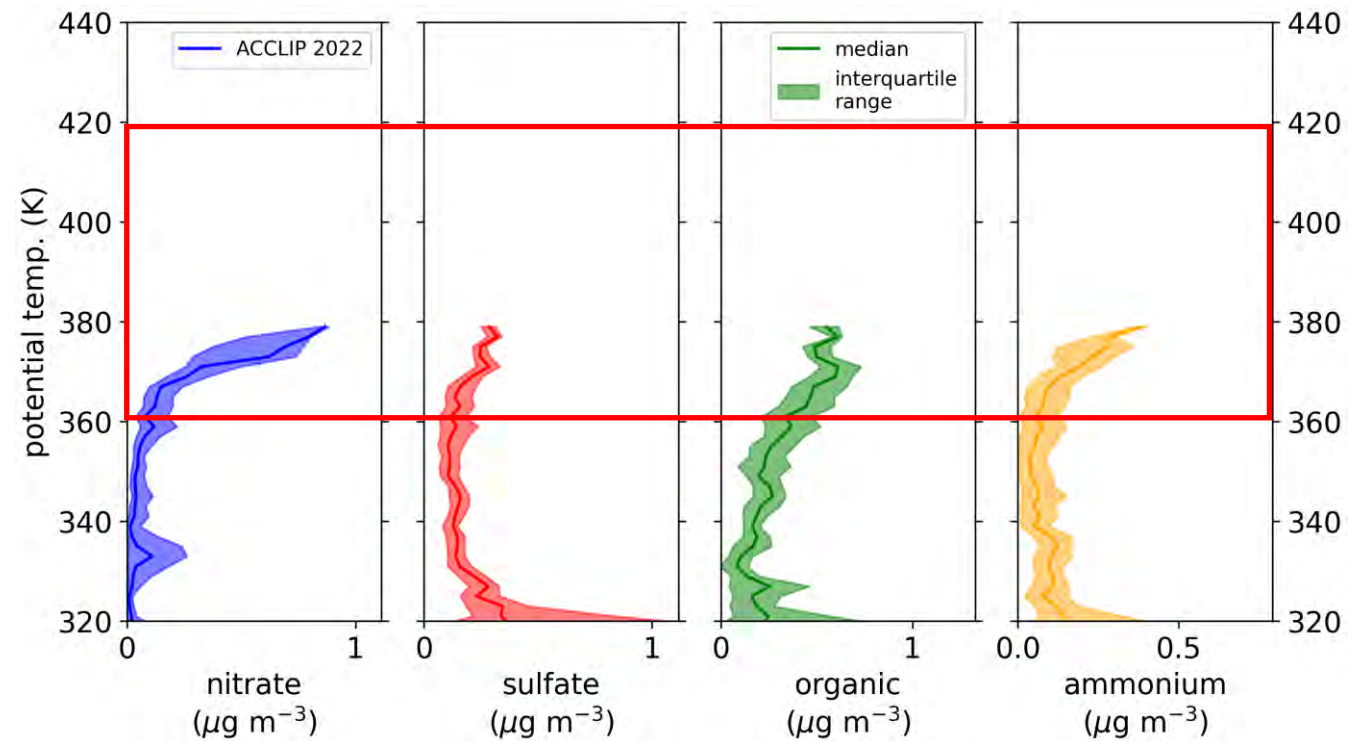 440
420
400
380
360
340
320
potential temp. (K)
ACCLIP 2022
median
interquartile
range
440
420
400
380
360
340
320
0
1
0
1
0
1
0.0
0.5
nitrate
(μg m⁻³)
sulfate
(μg m⁻³)
organic
(μg m⁻³)
ammonium
(μg m⁻³)